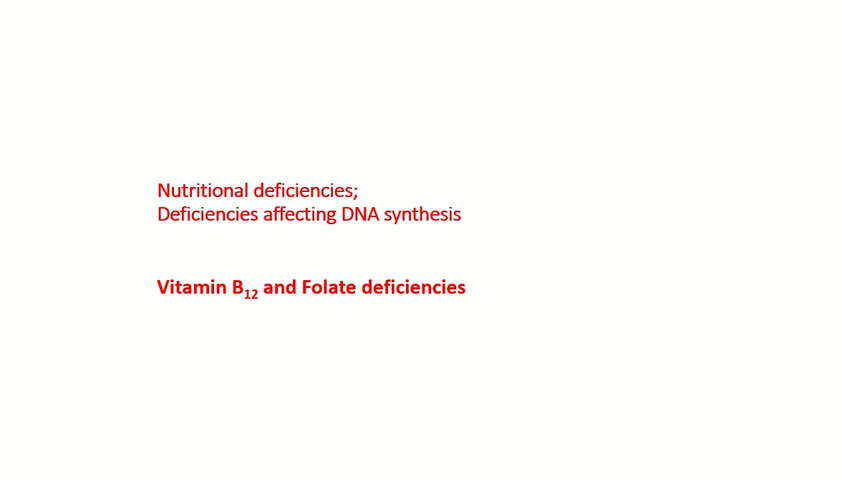 Nutritional deficiencies;
Deficiencies affecting DNA synthesis
Vitamin B₁₂ and Folate deficiencies